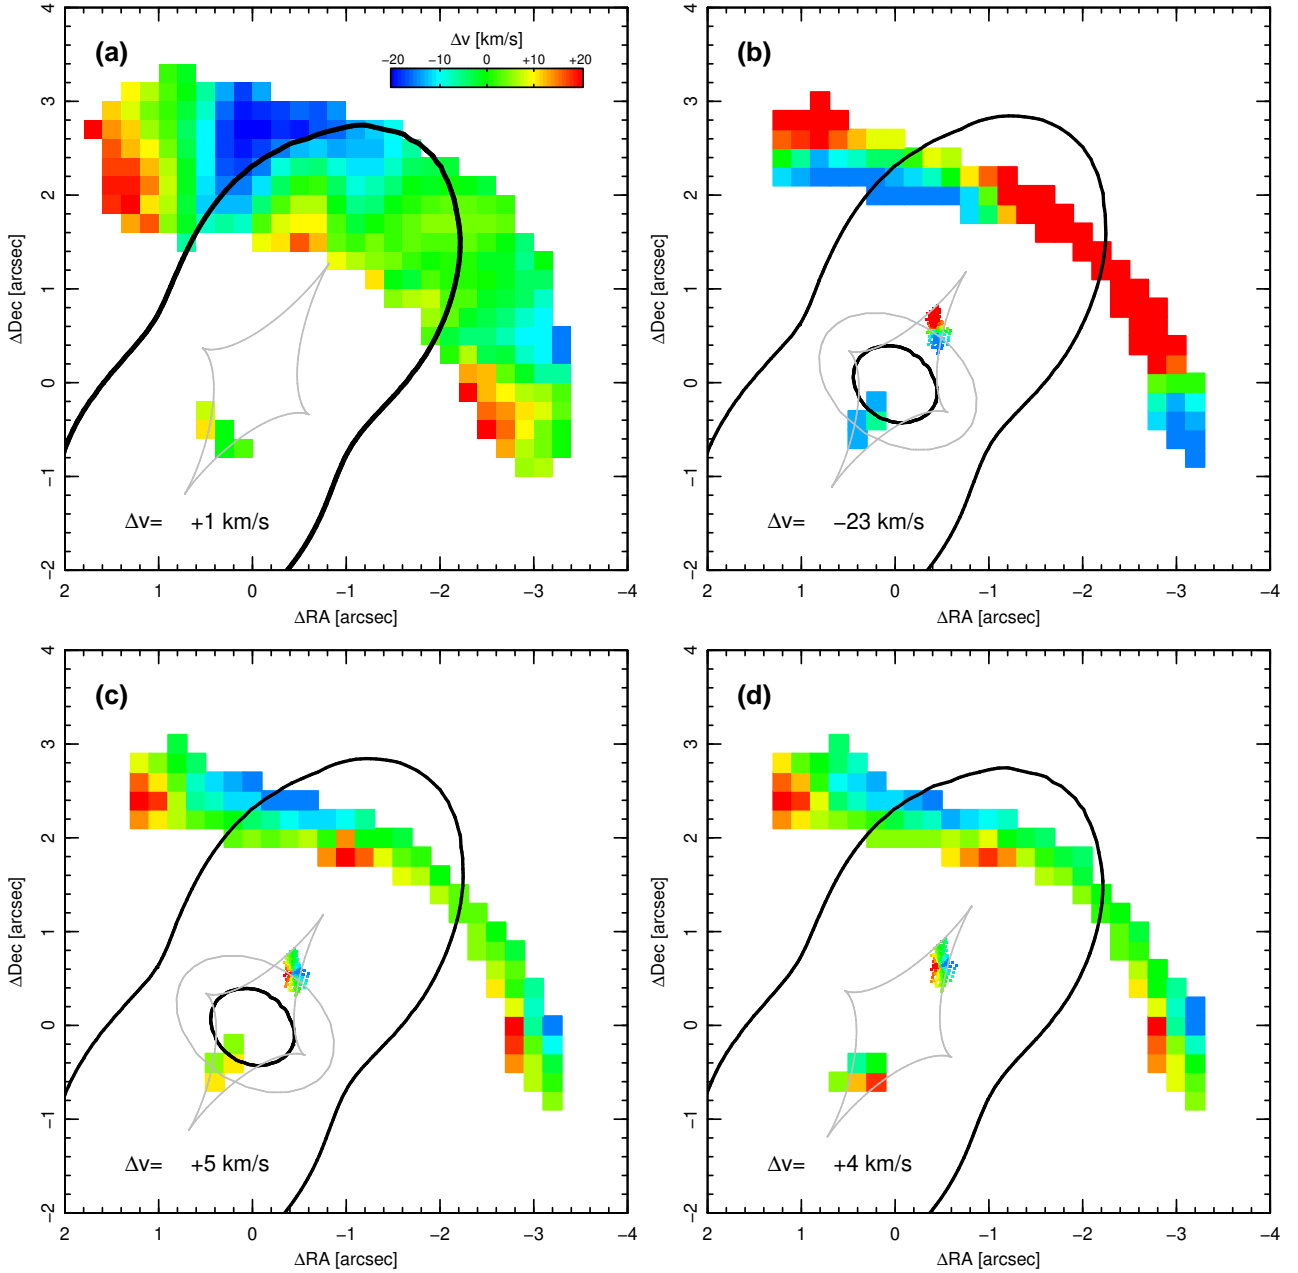 (a)
Δv [km/s]
−20 −10 0 +10 +20
4
3
2
1
0
−1
−2
ΔDec [arcsec]
Δv= +1 km/s
2 1 0 −1 −2 −3 −4
ΔRA [arcsec]
(b)
4
3
2
1
0
−1
−2
ΔDec [arcsec]
Δv= −23 km/s
2 1 0 −1 −2 −3 −4
ΔRA [arcsec]
(c)
4
3
2
1
0
−1
−2
ΔDec [arcsec]
Δv= +5 km/s
2 1 0 −1 −2 −3 −4
ΔRA [arcsec]
(d)
4
3
2
1
0
−1
−2
ΔDec [arcsec]
Δv= +4 km/s
2 1 0 −1 −2 −3 −4
ΔRA [arcsec]